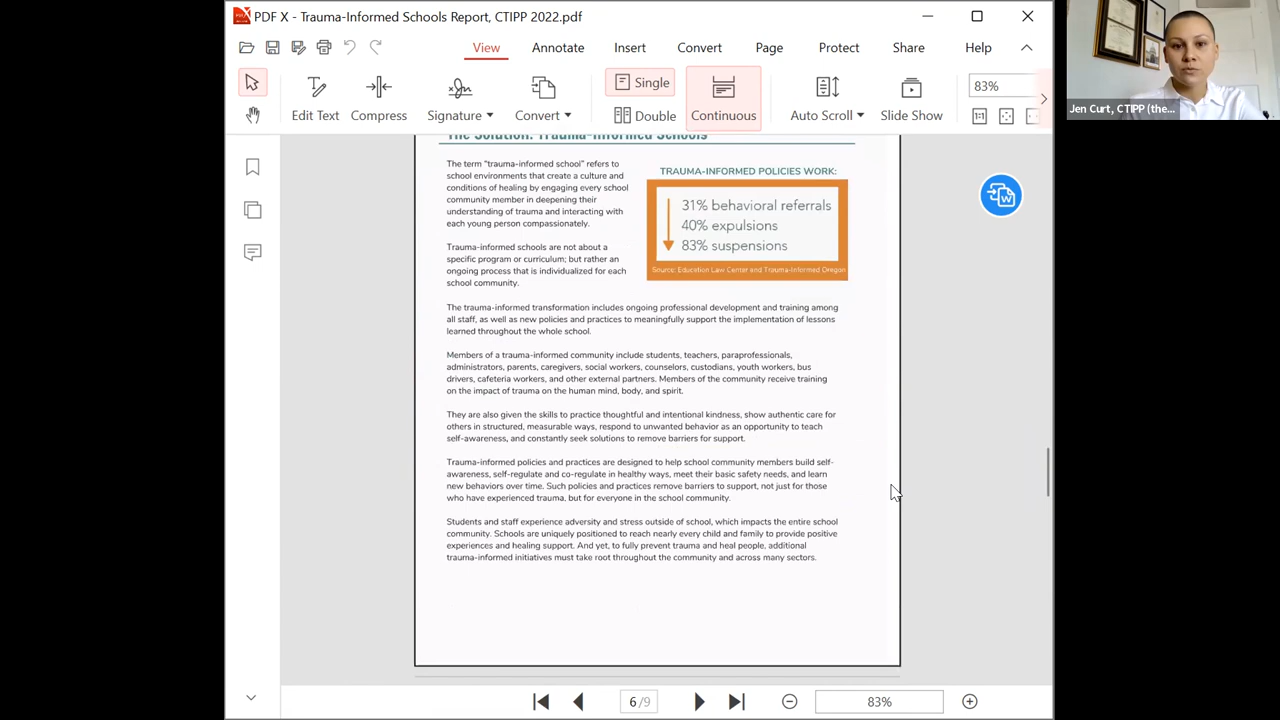 PDF X - Trauma-Informed Schools Report, CTIPP 2022.pdf
View Annotate Insert Convert Page Protect Share Help
Edit Text Compress Signature Convert Single Double Continuous Auto Scroll Slide Show 83%
Jen Curt, CTIPP (the...
The Solution: Trauma-Informed Schools
The term “trauma-informed school” refers to
school environments that create a culture and
conditions of healing by engaging every school
community member in deepening their
understanding of trauma and interacting with
each young person compassionately.
Trauma-informed schools are not about a
specific program or curriculum; but rather an
ongoing process that is individualized for each
school community.
TRAUMA-INFORMED POLICIES WORK:
31% behavioral referrals
40% expulsions
83% suspensions
Source: Education Law Center and Trauma-Informed Oregon
The trauma-informed transformation includes ongoing professional development and training among
all staff, as well as new policies and practices to meaningfully support the implementation of lessons
learned throughout the whole school.
Members of a trauma-informed community include students, teachers, paraprofessionals,
administrators, parents, caregivers, social workers, counselors, custodians, youth workers, bus
drivers, cafeteria workers, and other external partners. Members of the community receive training
on the impact of trauma on the human mind, body, and spirit.
They are also given the skills to practice thoughtful and intentional kindness, show authentic care for
others in structured, measurable ways, respond to unwanted behavior as an opportunity to teach
self-awareness, and constantly seek solutions to remove barriers for support.
Trauma-informed policies and practices are designed to help school community members build self-
awareness, self-regulate and co-regulate in healthy ways, meet their basic safety needs, and learn
new behaviors over time. Such policies and practices remove barriers to support, not just for those
who have experienced trauma, but for everyone in the school community.
Students and staff experience adversity and stress outside of school, which impacts the entire school
community. Schools are uniquely positioned to reach nearly every child and family to provide positive
experiences and healing support. And yet, to fully prevent trauma and heal people, additional
trauma-informed initiatives must take root throughout the community and across many sectors.
6 /9 83%